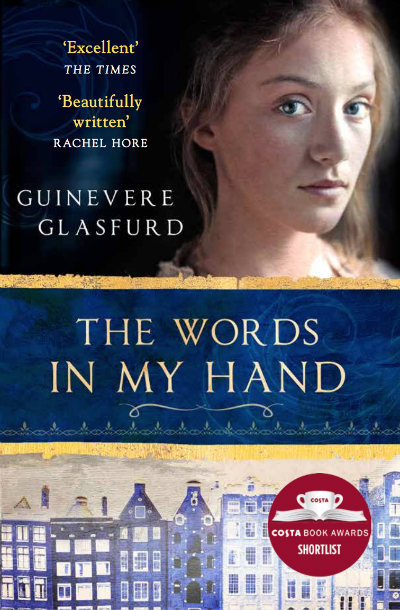 ‘Excellent’
THE TIMES
‘Beautifully
written’
RACHEL HORE
GUINEVERE
GLASFURD
THE WORDS
IN MY HAND
COSTA
COSTA BOOK AWARDS
SHORTLIST